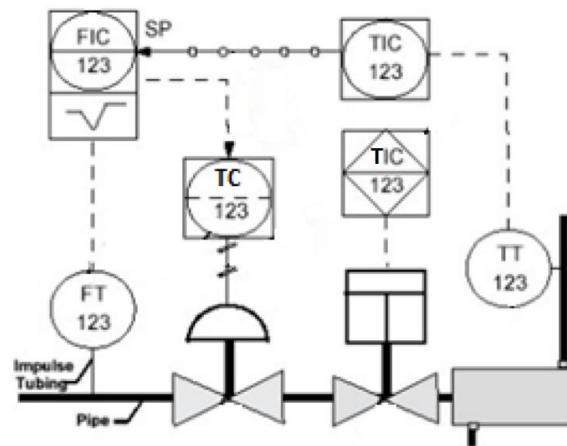 FIC
123
SP
TIC
123
TC
123
TIC
123
TT
123
FT
123
Impulse
Tubing
Pipe